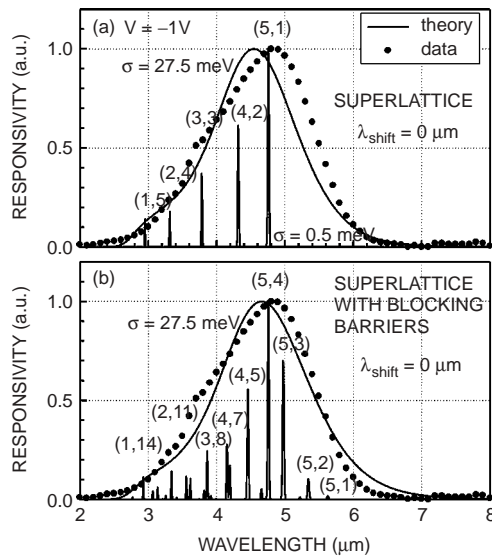 (a) V = −1V (5,1)
theory
data
1.0
σ = 27.5 meV
SUPERLATTICE
(3,3)
(4,2)
λshift = 0 μm
RESPONSIVITY (a.u.)
0.5
(2,4)
(1,5)
σ = 0.5 meV
0.0
(b) (5,4)
SUPERLATTICE
WITH BLOCKING
BARRIERS
1.0
σ = 27.5 meV
(5,3)
λshift = 0 μm
(4,5)
RESPONSIVITY (a.u.)
0.5
(2,11)
(4,7)
(1,14)
(3,8)
(5,2)
(5,1)
0.0
2 3 4 5 6 7 8
WAVELENGTH (μm)